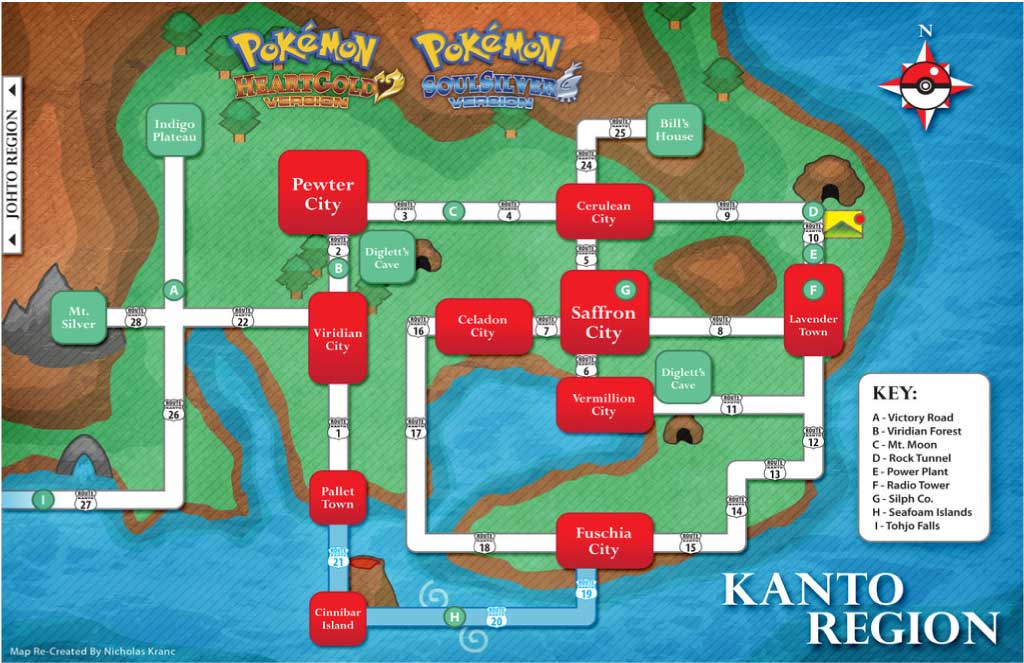 POKéMON
HEARTGOLD
VERSION
POKéMON
SOULSILVER
VERSION
N
JOHTO REGION
Indigo
Plateau
Bill's
House
ROUTE
25
ROUTE
24
Pewter
City
ROUTE
3
C
ROUTE
4
Cerulean
City
ROUTE
9
D
ROUTE
10
E
ROUTE
2
B
Diglett's
Cave
ROUTE
5
A
Mt.
Silver
ROUTE
28
ROUTE
22
Viridian
City
ROUTE
16
Celadon
City
ROUTE
7
G
Saffron
City
ROUTE
8
F
Lavender
Town
ROUTE
6
Diglett's
Cave
Vermillion
City
ROUTE
11
ROUTE
26
ROUTE
1
ROUTE
17
ROUTE
12
ROUTE
13
I
ROUTE
27
Pallet
Town
ROUTE
14
ROUTE
18
Fuschia
City
ROUTE
15
ROUTE
21
ROUTE
19
Cinnibar
Island
H
ROUTE
20
KEY:
A - Victory Road
B - Viridian Forest
C - Mt. Moon
D - Rock Tunnel
E - Power Plant
F - Radio Tower
G - Silph Co.
H - Seafoam Islands
I - Tohjo Falls
KANTO
REGION
Map Re-Created By Nicholas Kranc